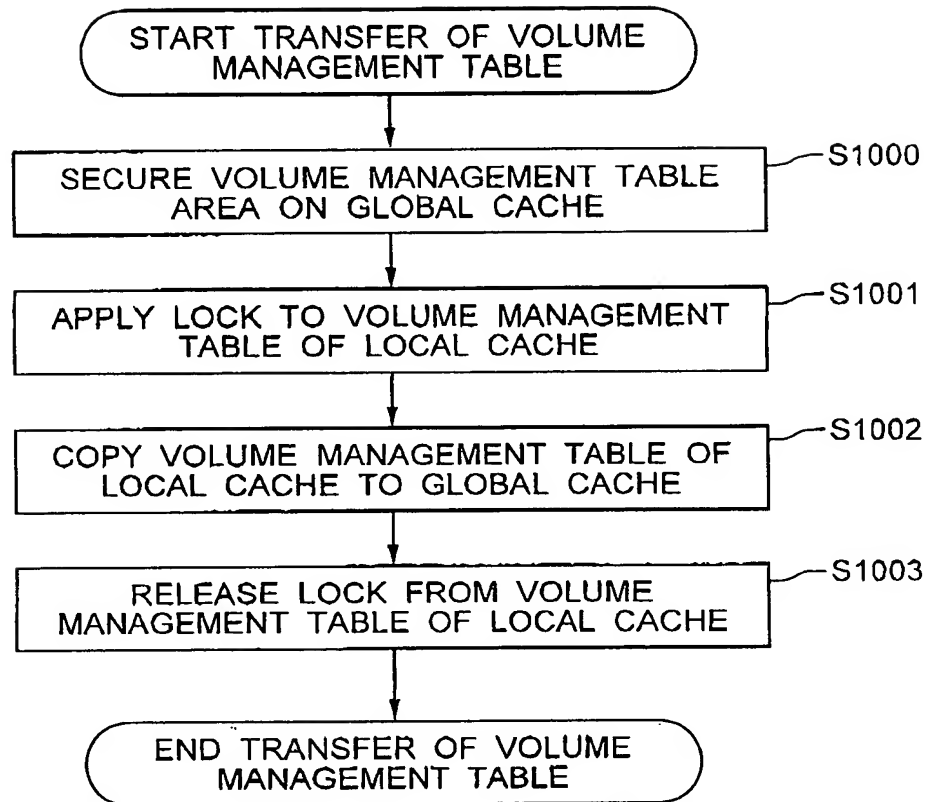 START TRANSFER OF VOLUME
MANAGEMENT TABLE
S1000
SECURE VOLUME MANAGEMENT TABLE
AREA ON GLOBAL CACHE
S1001
APPLY LOCK TO VOLUME MANAGEMENT
TABLE OF LOCAL CACHE
S1002
COPY VOLUME MANAGEMENT TABLE OF
LOCAL CACHE TO GLOBAL CACHE
S1003
RELEASE LOCK FROM VOLUME
MANAGEMENT TABLE OF LOCAL CACHE
END TRANSFER OF VOLUME
MANAGEMENT TABLE